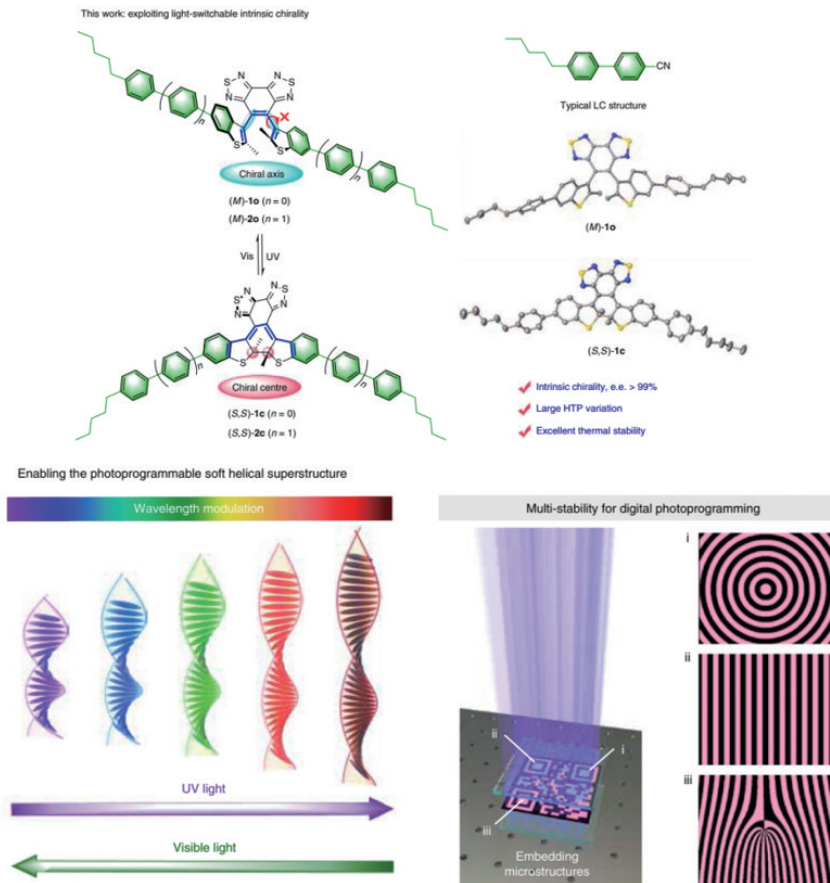 This work: exploiting light-switchable intrinsic chirality
S
N
N
N
N
S
n
S
S
n
Chiral axis
(M)-1o (n = 0)
(M)-2o (n = 1)
Vis
UV
S
N
N
N
N
S
n
S
S
n
Chiral centre
(S,S)-1c (n = 0)
(S,S)-2c (n = 1)
CN
Typical LC structure
(M)-1o
(S,S)-1c
Intrinsic chirality, e.e. > 99%
Large HTP variation
Excellent thermal stability
Enabling the photoprogrammable soft helical superstructure
Wavelength modulation
UV light
Visible light
Multi-stability for digital photoprogramming
ii
i
iii
Embedding
microstructures
i
ii
iii